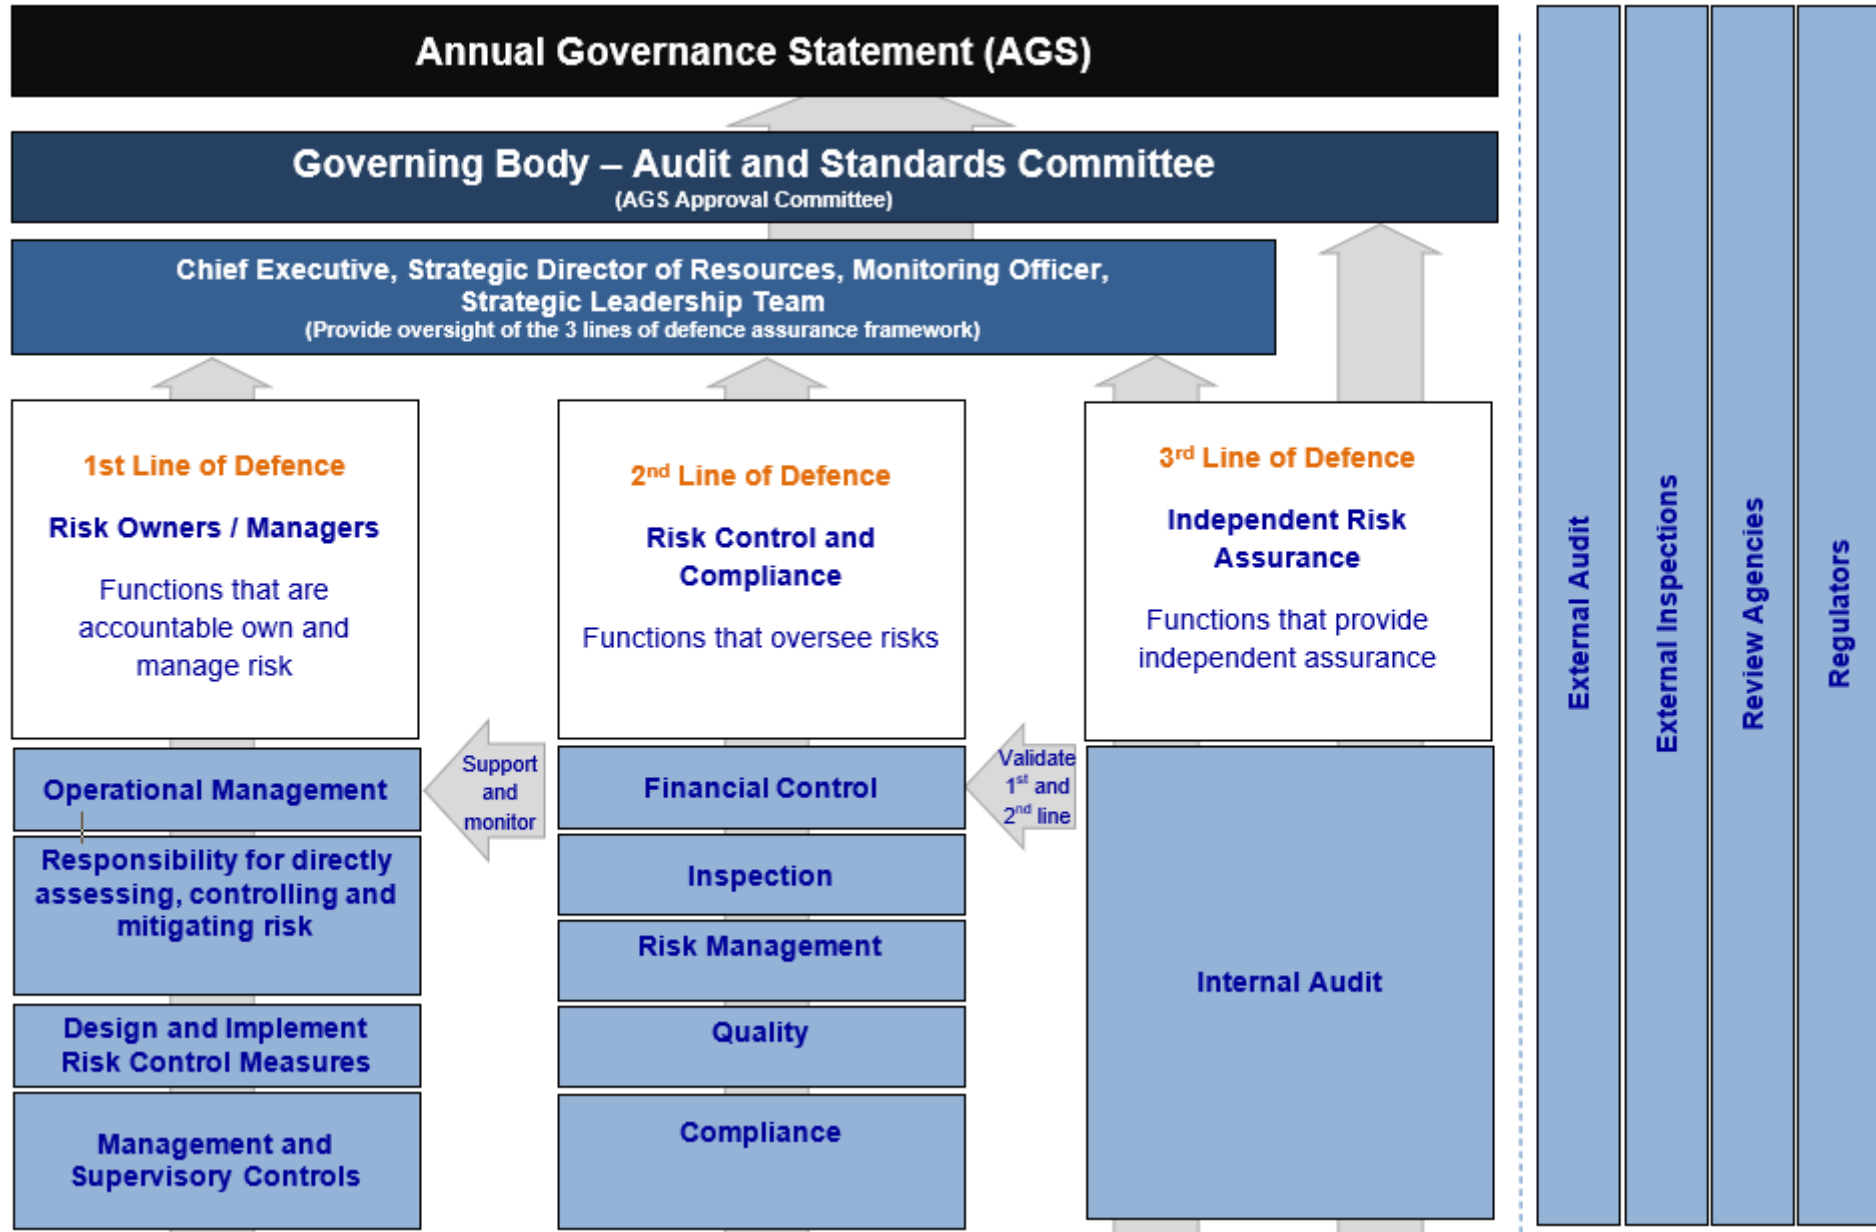 Annual Governance Statement (AGS)
Governing Body – Audit and Standards Committee
(AGS Approval Committee)
Chief Executive, Strategic Director of Resources, Monitoring Officer,
Strategic Leadership Team
(Provide oversight of the 3 lines of defence assurance framework)
1st Line of Defence
Risk Owners / Managers
Functions that are
accountable own and
manage risk
2nd Line of Defence
Risk Control and
Compliance
Functions that oversee risks
3rd Line of Defence
Independent Risk
Assurance
Functions that provide
independent assurance
Operational Management
Responsibility for directly
assessing, controlling and
mitigating risk
Design and Implement
Risk Control Measures
Management and
Supervisory Controls
Support
and
monitor
Financial Control
Inspection
Risk Management
Quality
Compliance
Validate
1st and
2nd line
Internal Audit
External Audit
External Inspections
Review Agencies
Regulators